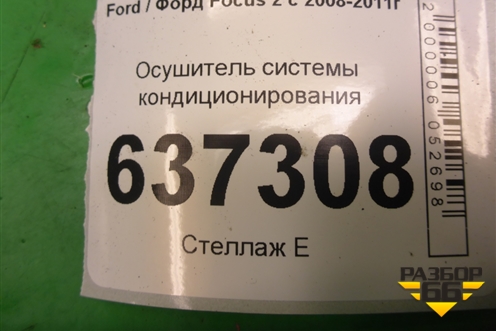 Ford / Форд Focus 2 с 2008-2011г
Осушитель системы
кондиционирования
637308
Стеллаж Е
2000006052698
РАЗБОР
66